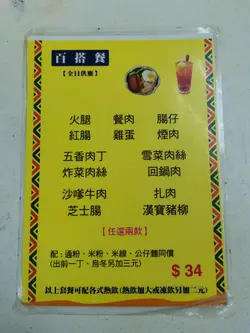 百搭餐
【全日供應】
火腿 餐肉 腸仔
紅腸 雞蛋 煙肉
五香肉丁 雪菜肉絲
炸菜肉絲 回鍋肉
沙嗲牛肉 扎肉
芝士腸 漢寶豬柳
【任選兩款】
配：通粉、米粉、米線、公仔麵同價
(出前一丁、烏冬另加三元)
$ 34
以上套餐可配各式熱飲(熱飲加大或凍飲另加二元)